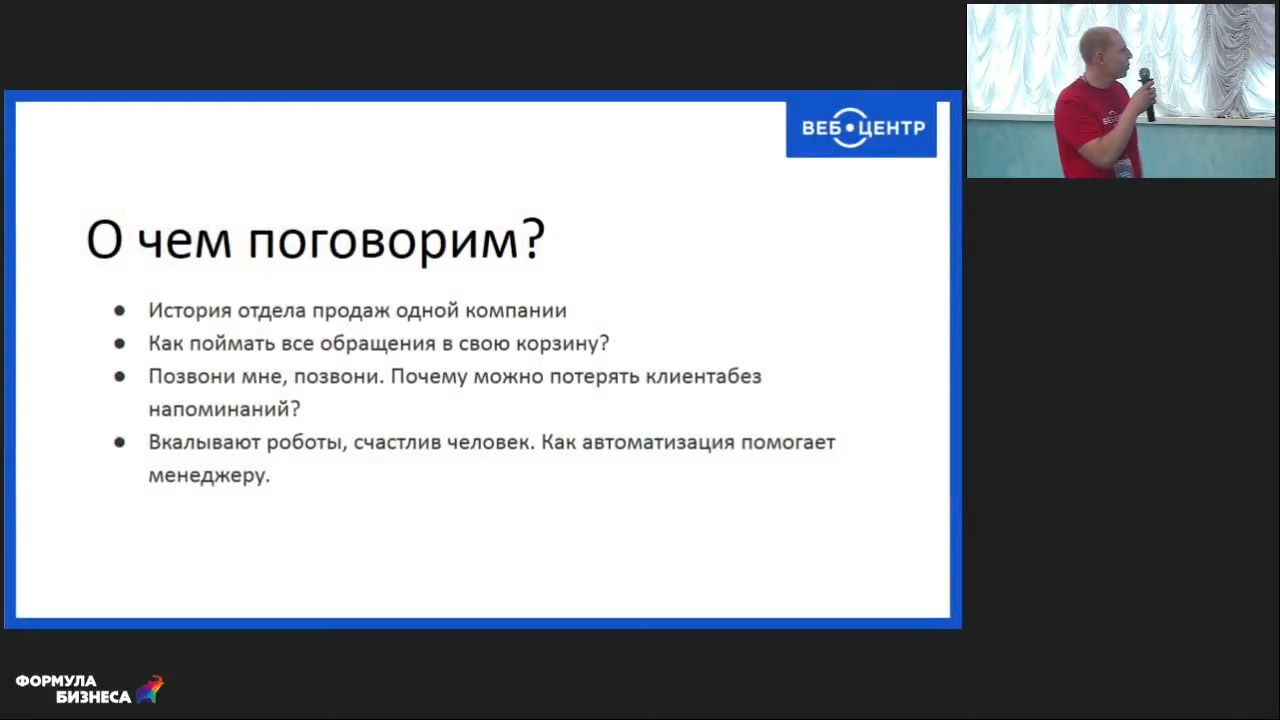 ВЕБ ЦЕНТР
О чем поговорим?
● История отдела продаж одной компании
● Как поймать все обращения в свою корзину?
● Позвони мне, позвони. Почему можно потерять клиентабез
напоминаний?
● Вкалывают роботы, счастлив человек. Как автоматизация помогает
менеджеру.
ФОРМУЛА
БИЗНЕСА